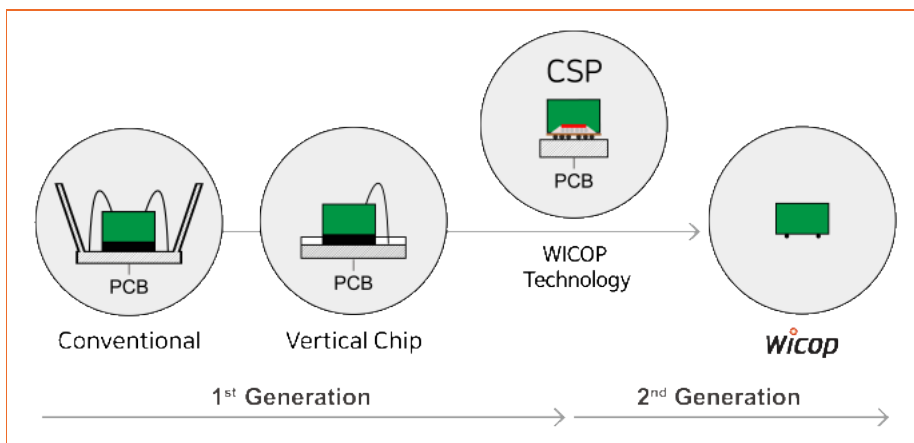 CSP
PCB
PCB
PCB
WICOP
Technology
Conventional
Vertical Chip
Wicop
1st Generation
2nd Generation